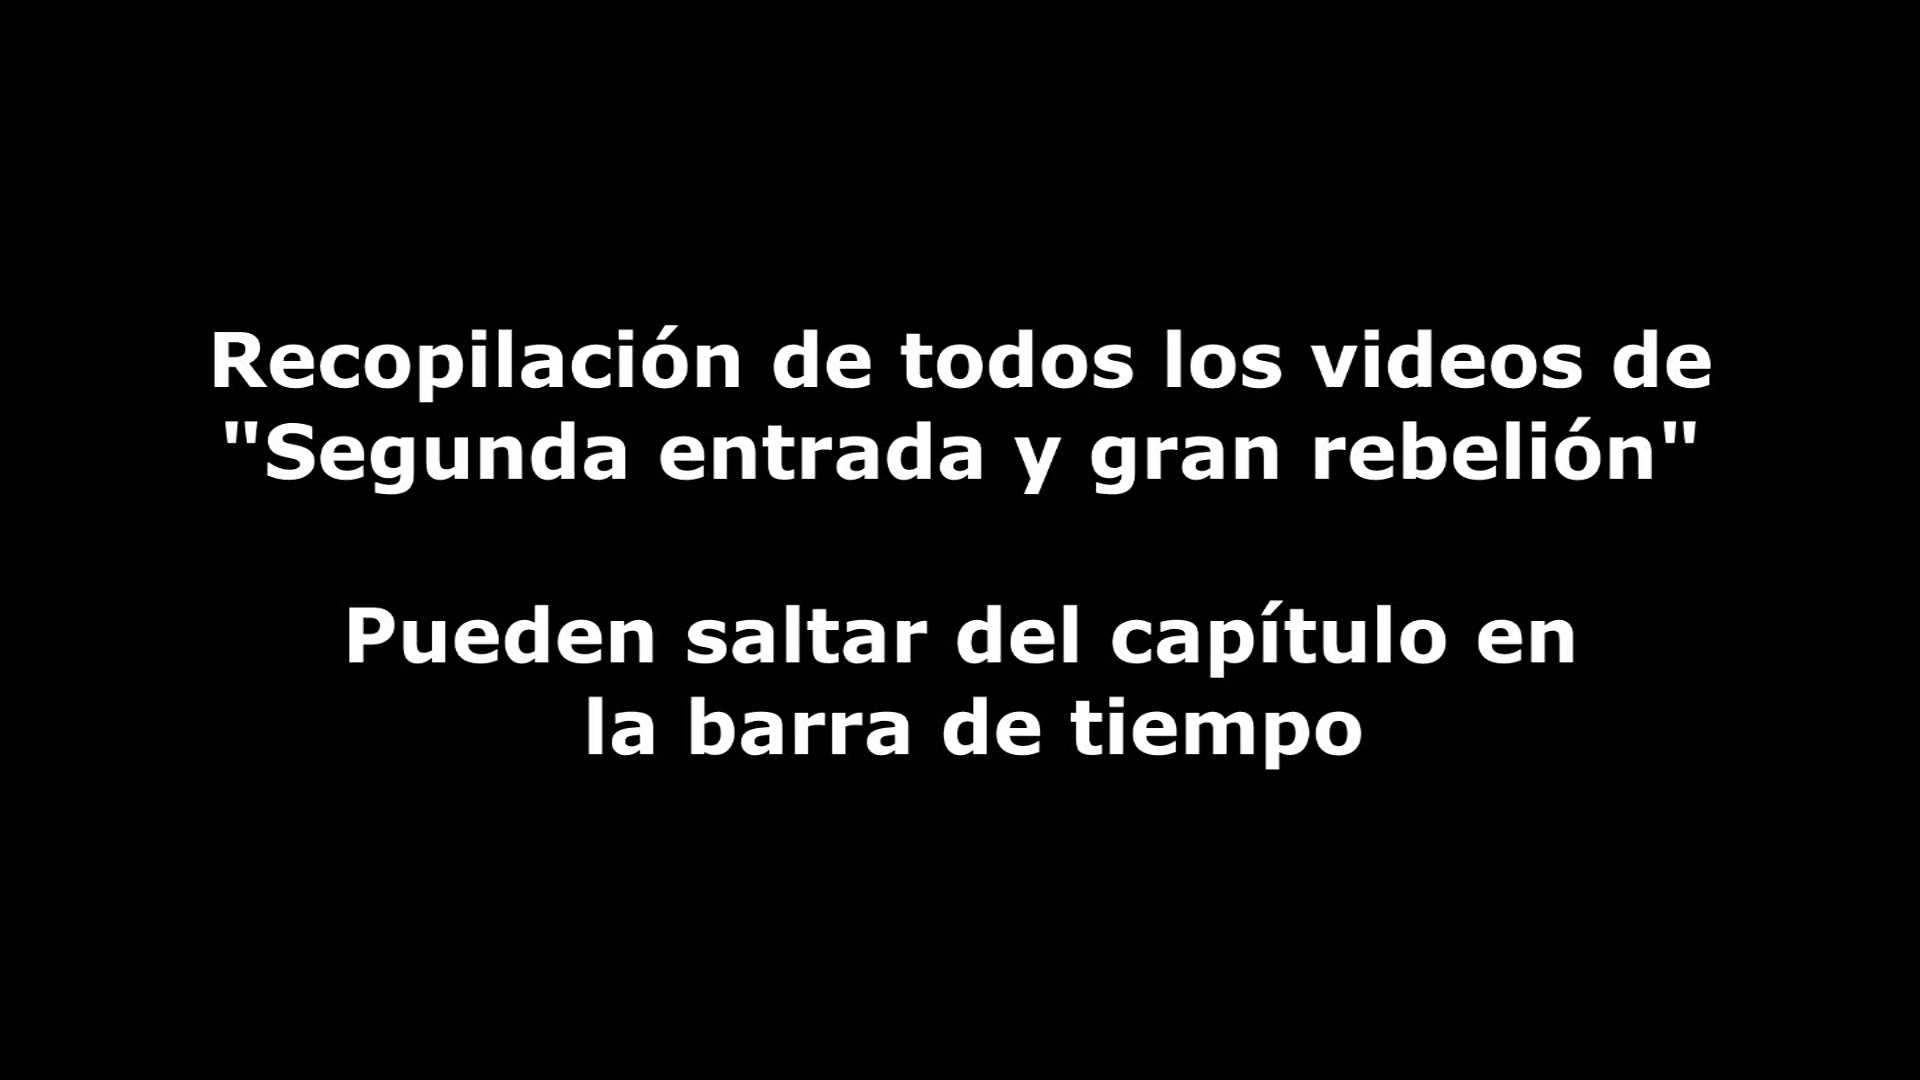 Recopilación de todos los videos de
"Segunda entrada y gran rebelión"
Pueden saltar del capítulo en
la barra de tiempo